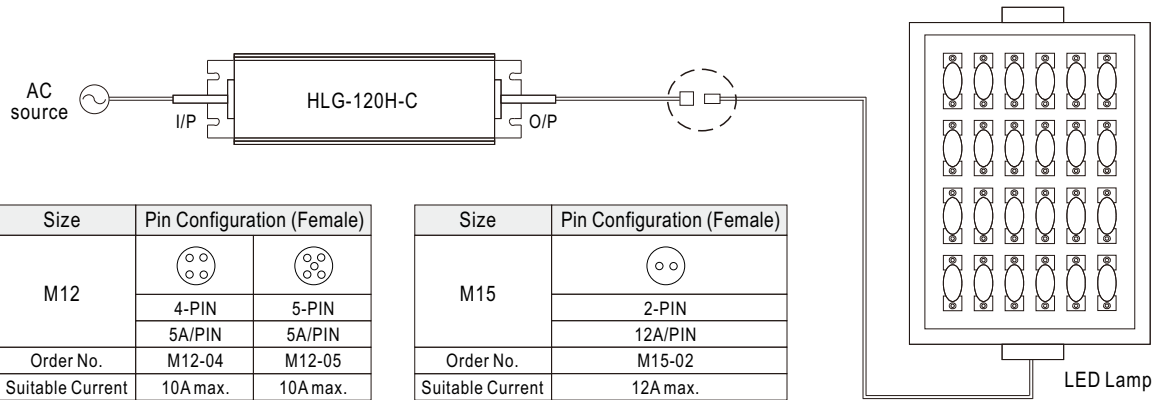 AC
source
I/P
HLG-120H-C
O/P
LED Lamp
Size Pin Configuration (Female)
M12
4-PIN 5-PIN
5A/PIN 5A/PIN
Order No. M12-04 M12-05
Suitable Current 10A max. 10A max.
Size Pin Configuration (Female)
M15
2-PIN
12A/PIN
Order No. M15-02
Suitable Current 12A max.